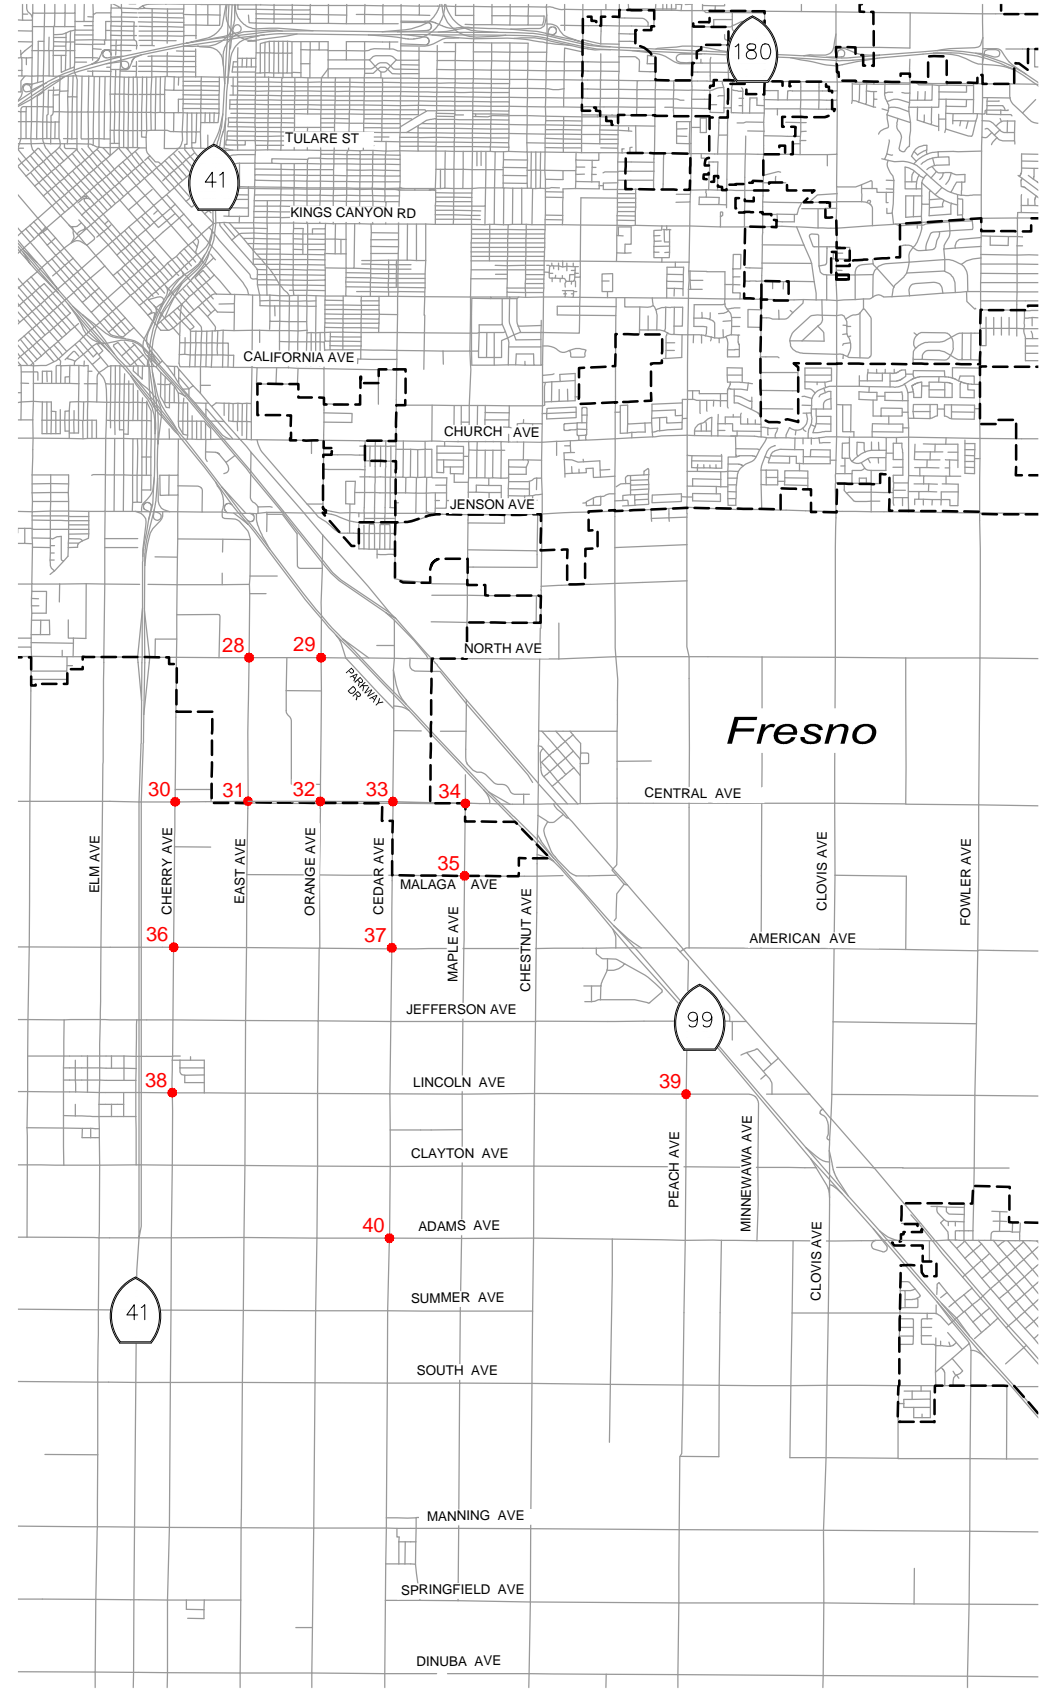 180
TULARE ST
41
KINGS CANYON RD
CALIFORNIA AVE
CHURCH AVE
JENSON AVE
28
29
NORTH AVE
PARKWAY
DR
Fresno
30
31
32
33
34
CENTRAL AVE
ELM AVE
CHERRY AVE
EAST AVE
ORANGE AVE
CEDAR AVE
35
MALAGA AVE
MAPLE AVE
CHESTNUT AVE
CLOVIS AVE
FOWLER AVE
36
37
AMERICAN AVE
JEFFERSON AVE
99
38
LINCOLN AVE
39
CLAYTON AVE
PEACH AVE
MINNEWAWA AVE
40
ADAMS AVE
CLOVIS AVE
41
SUMMER AVE
SOUTH AVE
MANNING AVE
SPRINGFIELD AVE
DINUBA AVE